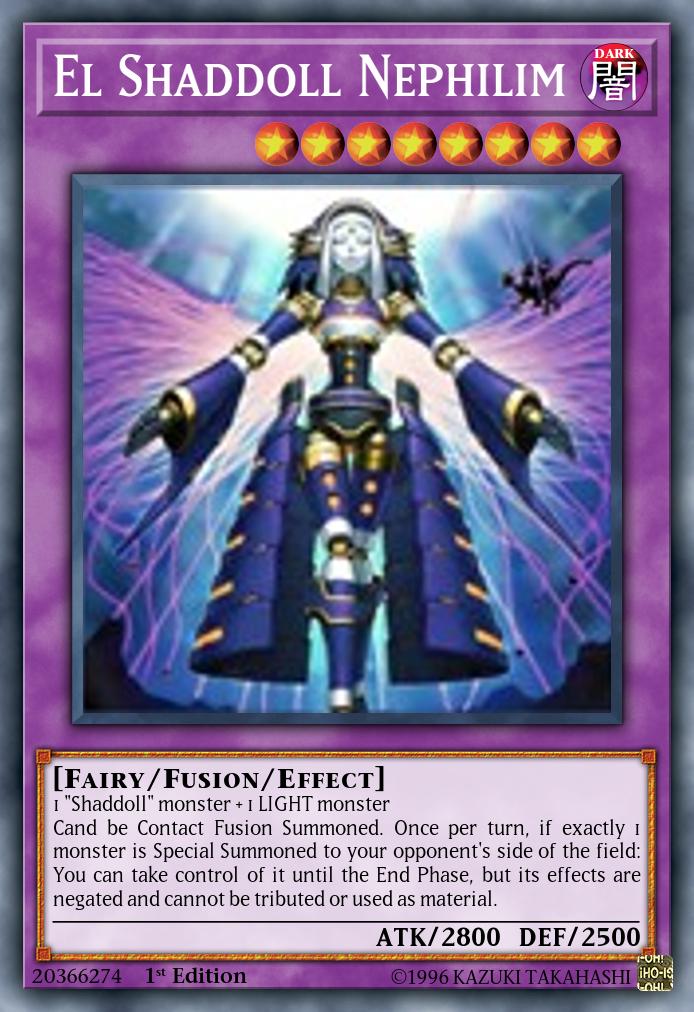 El Shaddoll Nephilim
DARK
闇
[Fairy/Fusion/Effect]
1 "Shaddoll" monster + 1 LIGHT monster
Cand be Contact Fusion Summoned. Once per turn, if exactly 1
monster is Special Summoned to your opponent's side of the field:
You can take control of it until the End Phase, but its effects are
negated and cannot be tributed or used as material.
ATK/2800 DEF/2500
20366274 1st Edition ©1996 KAZUKI TAKAHASHI